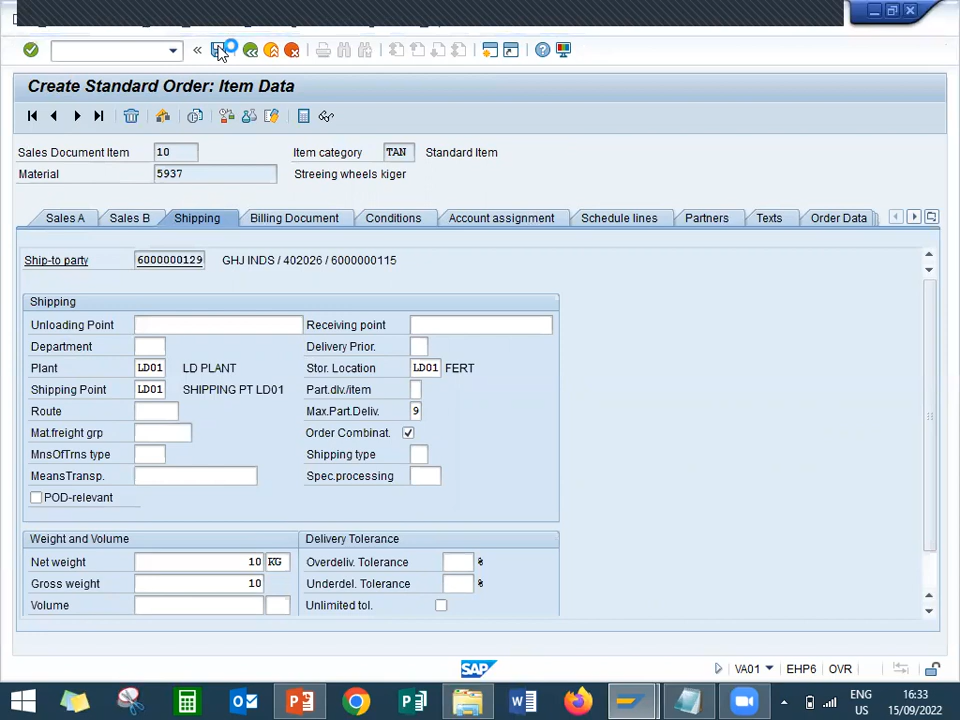 Create Standard Order: Item Data
Sales Document Item 10 Item category TAN Standard Item
Material 5937 Streeing wheels kiger
Sales A Sales B Shipping Billing Document Conditions Account assignment Schedule lines Partners Texts Order Data
Ship-to party 6000000129 GHJ INDS / 402026 / 6000000115
Shipping
Unloading Point Receiving point
Department Delivery Prior.
Plant LD01 LD PLANT Stor. Location LD01 FERT
Shipping Point LD01 SHIPPING PT LD01 Part.dlv./item
Route Max.Part.Deliv. 9
Mat.freight grp Order Combinat.
MnsOfTrns type Shipping type
MeansTransp. Spec.processing
POD-relevant
Weight and Volume Delivery Tolerance
Net weight 10 KG Overdeliv. Tolerance %
Gross weight 10 Underdel. Tolerance %
Volume Unlimited tol.
SAP VA01 EHP6 OVR
ENG 16:33
US 15/09/2022